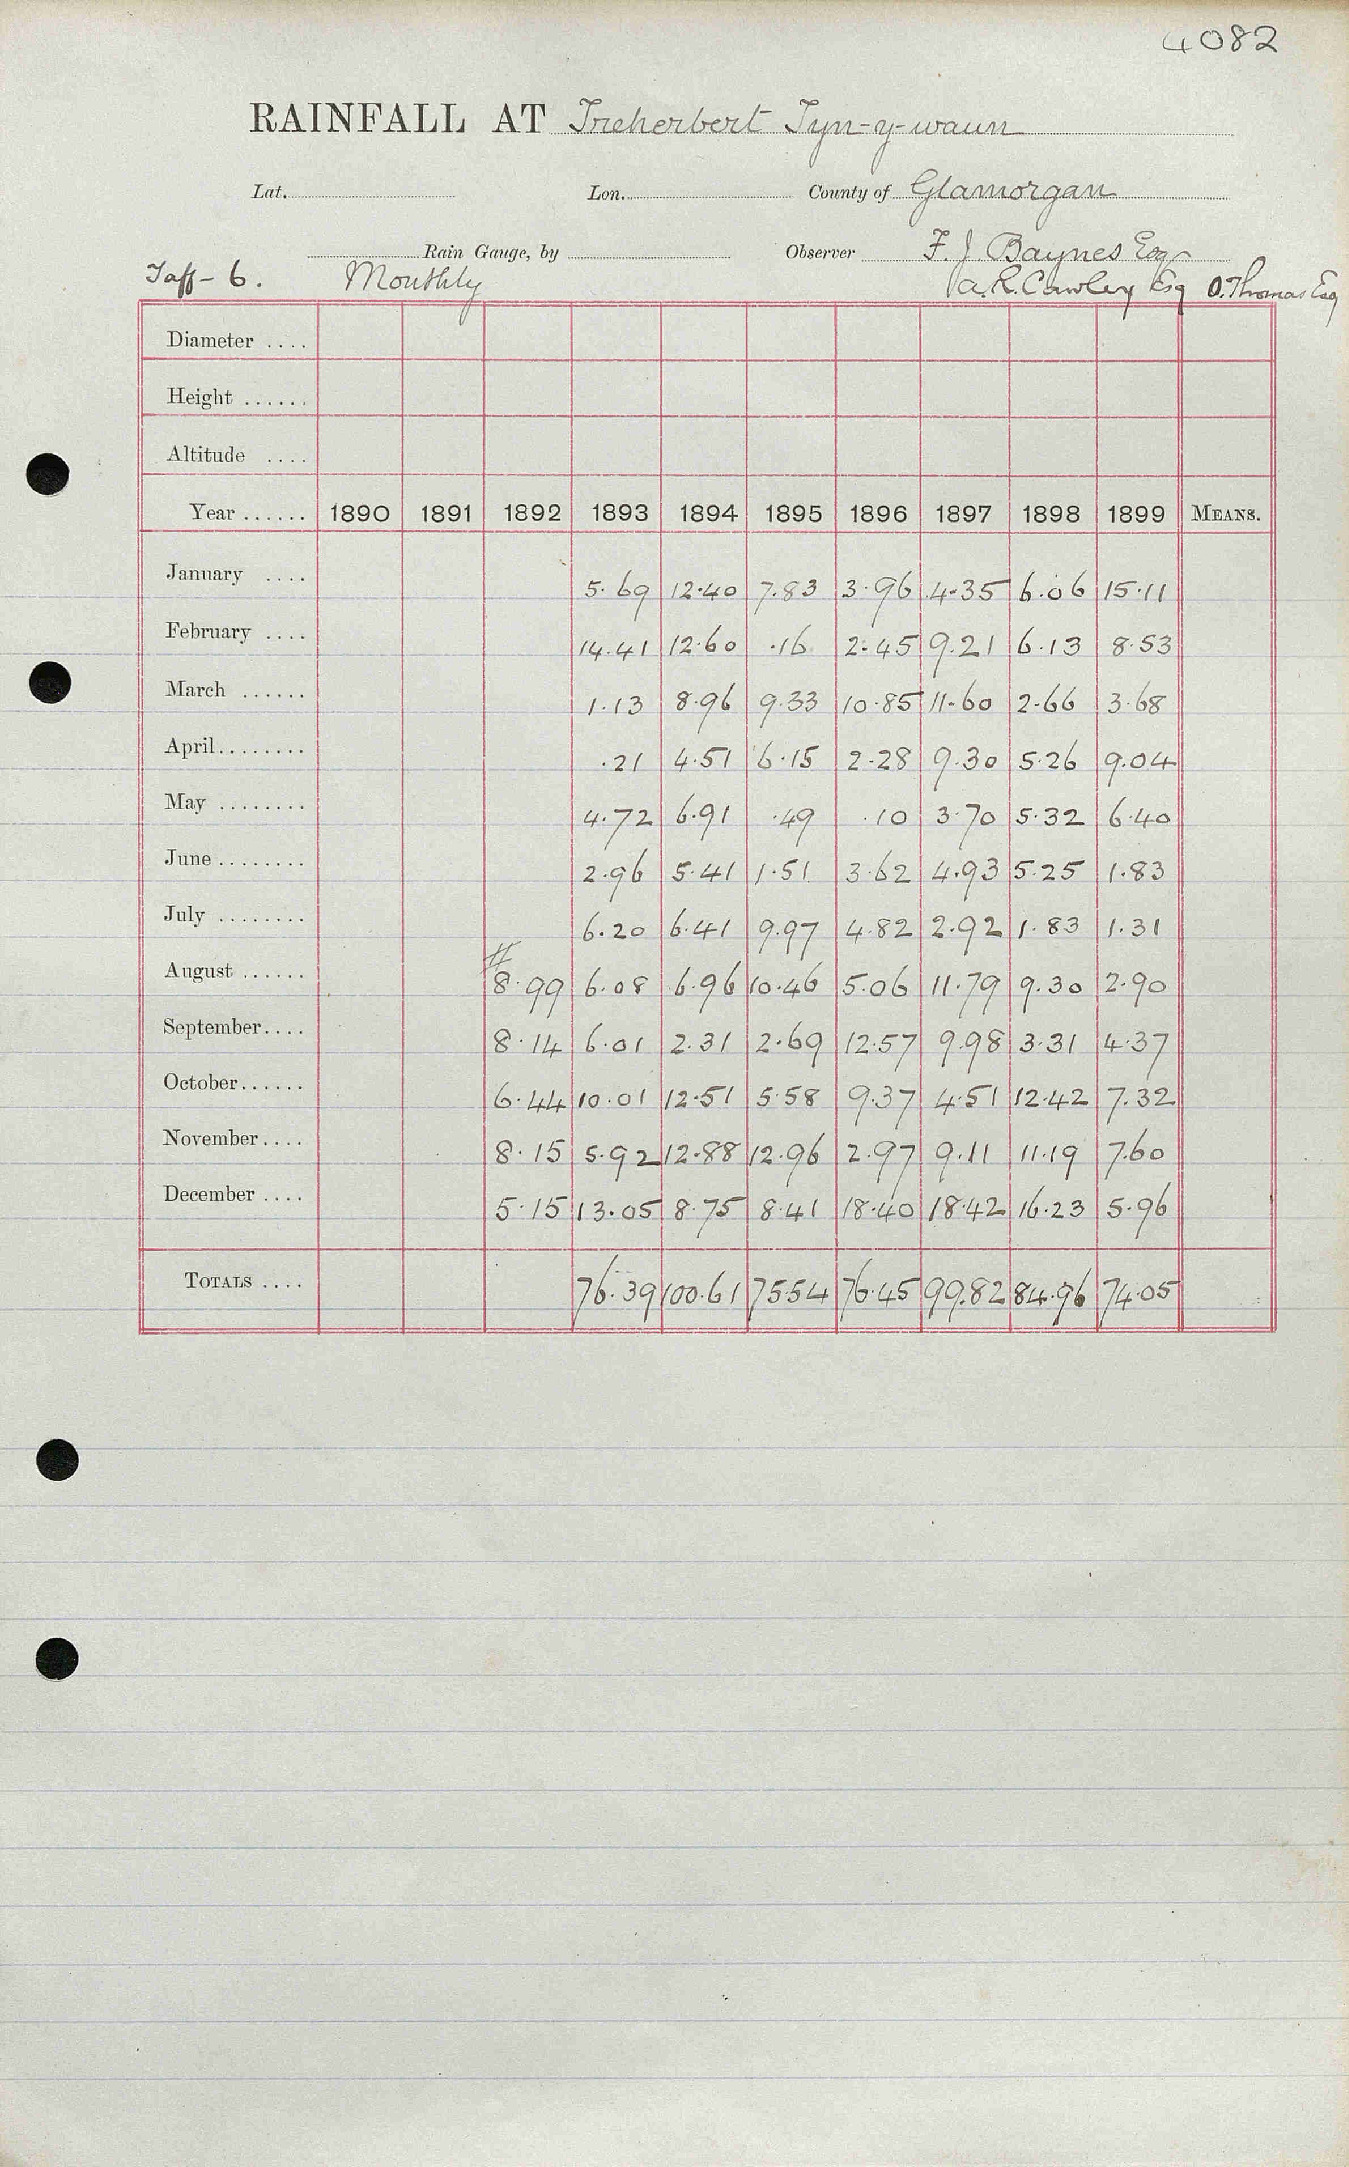 4082
RAINFALL AT Treherbert Tyn-y-waun
Lat. Lon. County of Glamorgan
Rain Gauge, by Observer F. J. Baynes Esq
Taff - 6. Monthly A. R. Cawley Esq O. Thomas Esq
Diameter ....
Height ......
Altitude ....
Year ...... 1890 1891 1892 1893 1894 1895 1896 1897 1898 1899 MEANS.
January .... 5.69 12.40 7.83 3.96 4.35 6.06 15.11
February .... 14.41 12.60 .16 2.45 9.21 6.13 8.53
March ...... 1.13 8.96 9.33 10.85 11.60 2.66 3.68
April........ .21 4.51 6.15 2.28 9.30 5.26 9.04
May ........ 4.72 6.91 .49 .10 3.70 5.32 6.40
June ........ 2.96 5.41 1.51 3.62 4.93 5.25 1.83
July ........ 6.20 6.41 9.97 4.82 2.92 1.83 1.31
#
August ...... 8.99 6.08 6.96 10.46 5.06 11.79 9.30 2.90
September.... 8.14 6.01 2.31 2.69 12.57 9.98 3.31 4.37
October...... 6.44 10.01 12.51 5.58 9.37 4.51 12.42 7.32
November.... 8.15 5.92 12.88 12.96 2.97 9.11 11.19 7.60
December .... 5.15 13.05 8.75 8.41 18.40 18.42 16.23 5.96
TOTALS .... 76.39 100.61 75.54 76.45 99.82 84.96 74.05